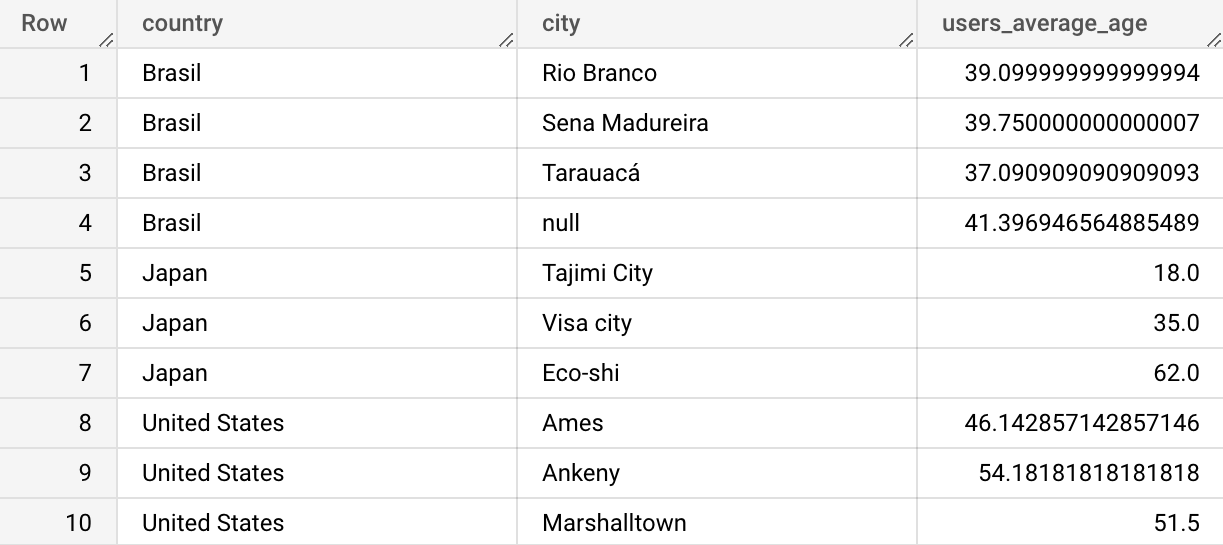 Row country city users_average_age
1 Brasil Rio Branco 39.099999999999994
2 Brasil Sena Madureira 39.750000000000007
3 Brasil Tarauacá 37.090909090909093
4 Brasil null 41.396946564885489
5 Japan Tajimi City 18.0
6 Japan Visa city 35.0
7 Japan Eco-shi 62.0
8 United States Ames 46.142857142857146
9 United States Ankeny 54.18181818181818
10 United States Marshalltown 51.5